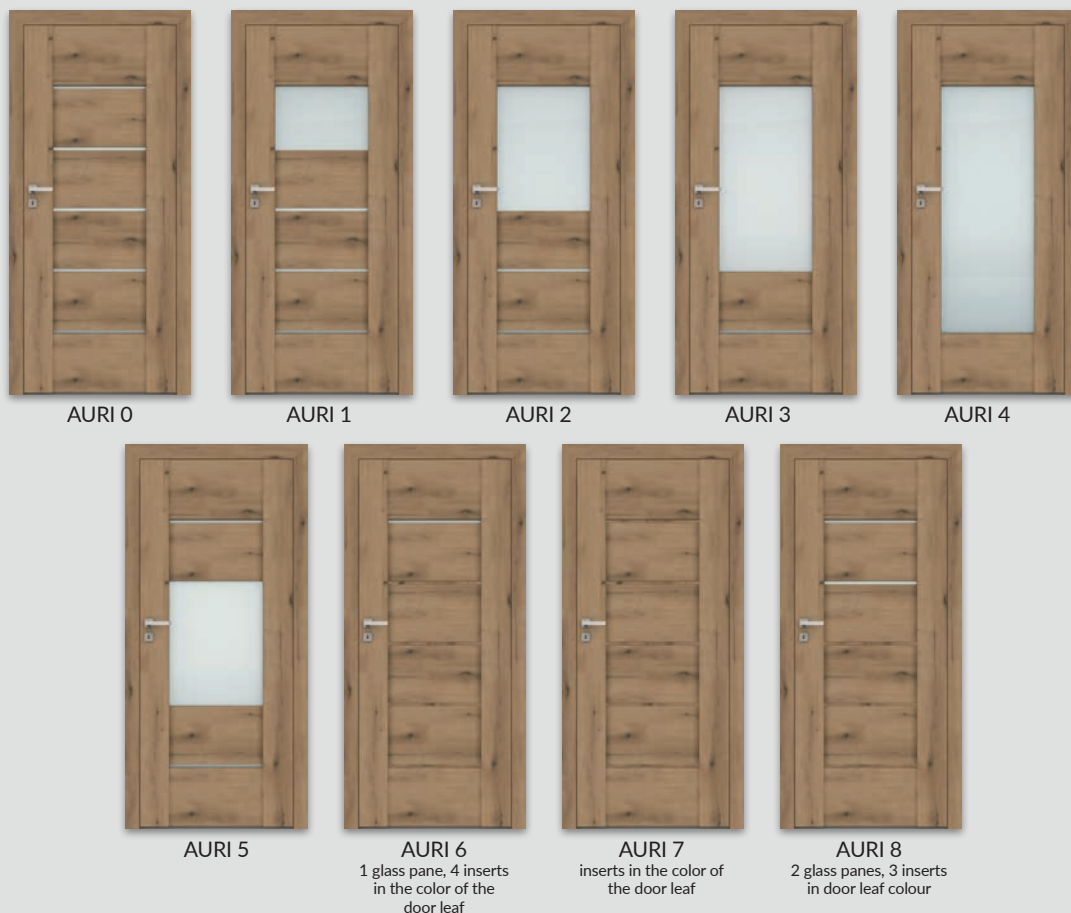 AURI 0
AURI 1
AURI 2
AURI 3
AURI 4
AURI 5
AURI 6
1 glass pane, 4 inserts
in the color of the
door leaf
AURI 7
inserts in the color of
the door leaf
AURI 8
2 glass panes, 3 inserts
in door leaf colour